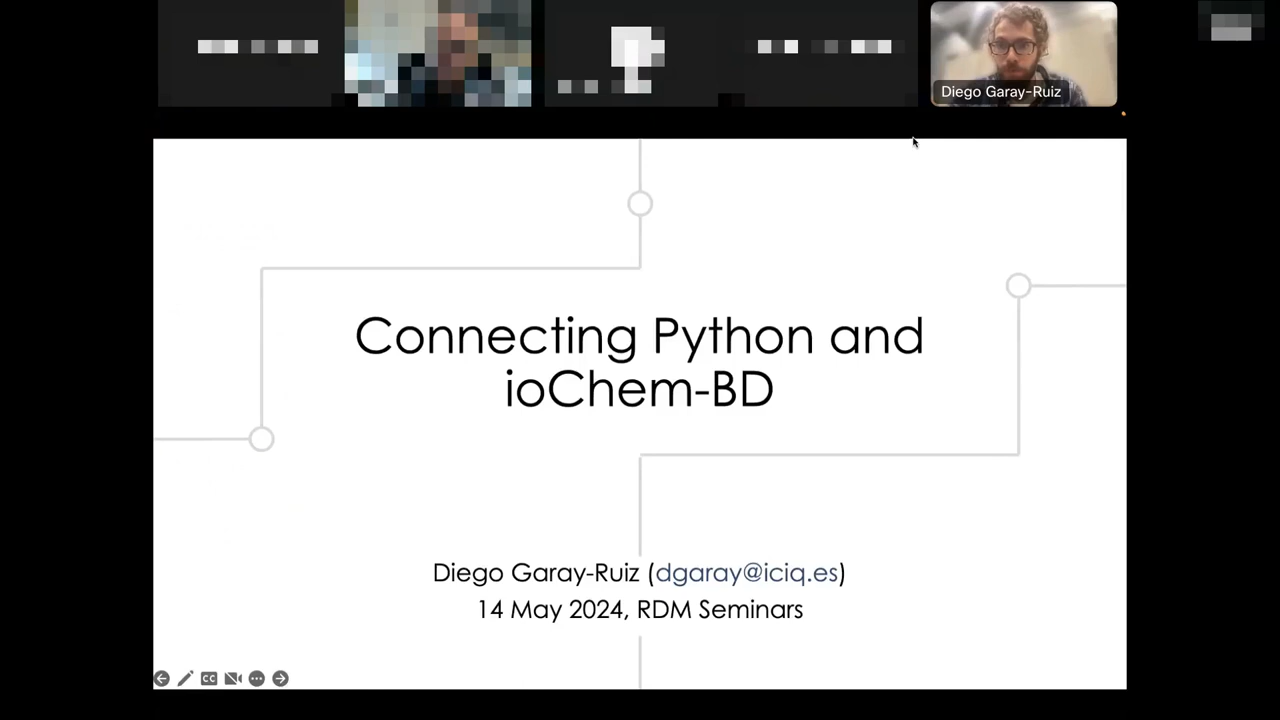 Diego Garay-Ruiz
Connecting Python and
ioChem-BD
Diego Garay-Ruiz (dgaray@iciq.es)
14 May 2024, RDM Seminars
CC